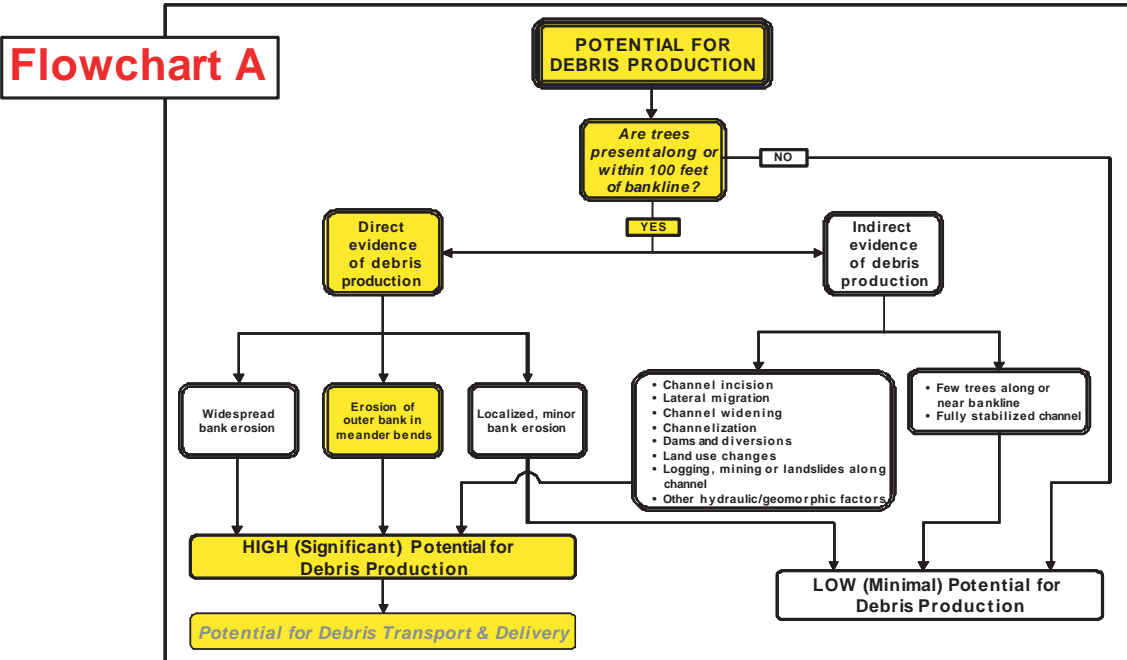 Flowchart A
POTENTIAL FOR
DEBRIS PRODUCTION
Are trees
present along or
within 100 feet
of bankline?
NO
YES
Direct
evidence
of debris
production
Indirect
evidence
of debris
production
Widespread
bank erosion
Erosion of
outer bank in
meander bends
Localized, minor
bank erosion
• Channel incision
• Lateral migration
• Channel widening
• Channelization
• Dams and diversions
• Land use changes
• Logging, mining or landslides along
channel
• Other hydraulic/geomorphic factors
• Few trees along or
near bankline
• Fully stabilized channel
HIGH (Significant) Potential for
Debris Production
LOW (Minimal) Potential for
Debris Production
Potential for Debris Transport & Delivery